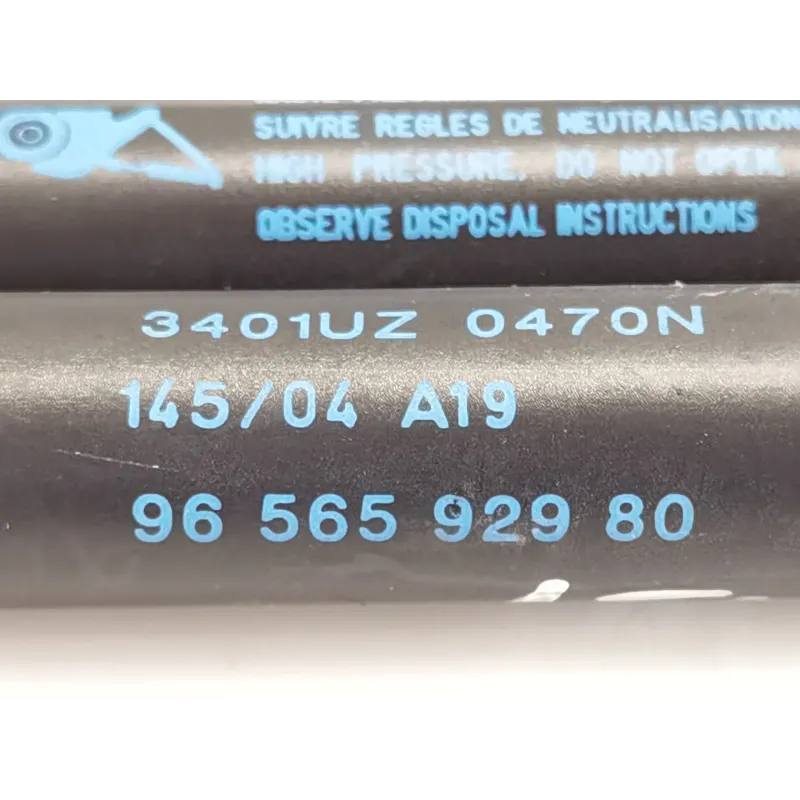 SUIVRE REGLES DE NEUTRALISATION
HIGH PRESSURE, DO NOT OPEN,
OBSERVE DISPOSAL INSTRUCTIONS
3401UZ 0470N
145/04 A19
96 565 929 80